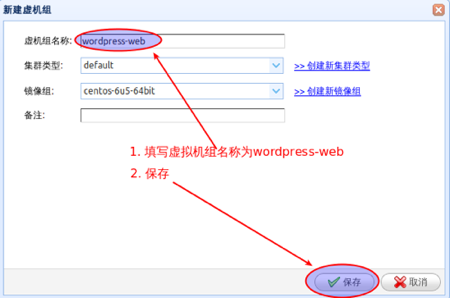 新建虚机组
虚机组名称: wordpress-web
集群类型: default >> 创建新集群类型
镜像组: centos-6u5-64bit >> 创建新镜像组
备注:
1. 填写虚拟机组名称为wordpress-web
2. 保存
保存 取消